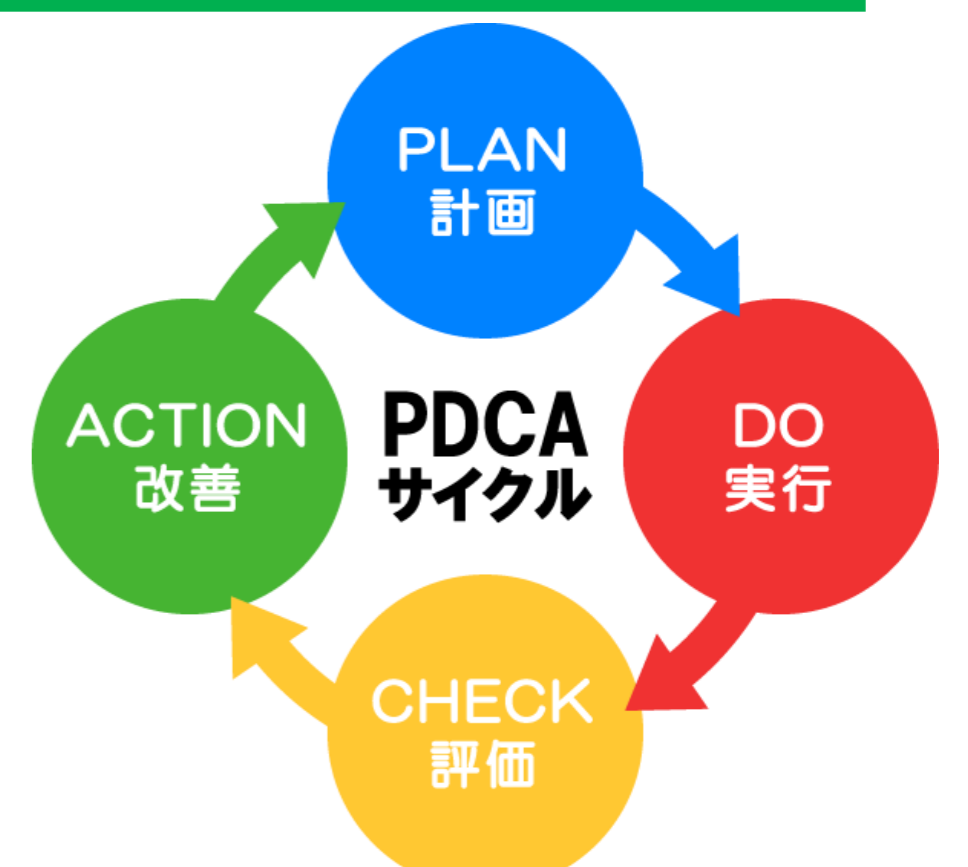 PLAN
計画
ACTION
改善
PDCA
サイクル
DO
実行
CHECK
評価